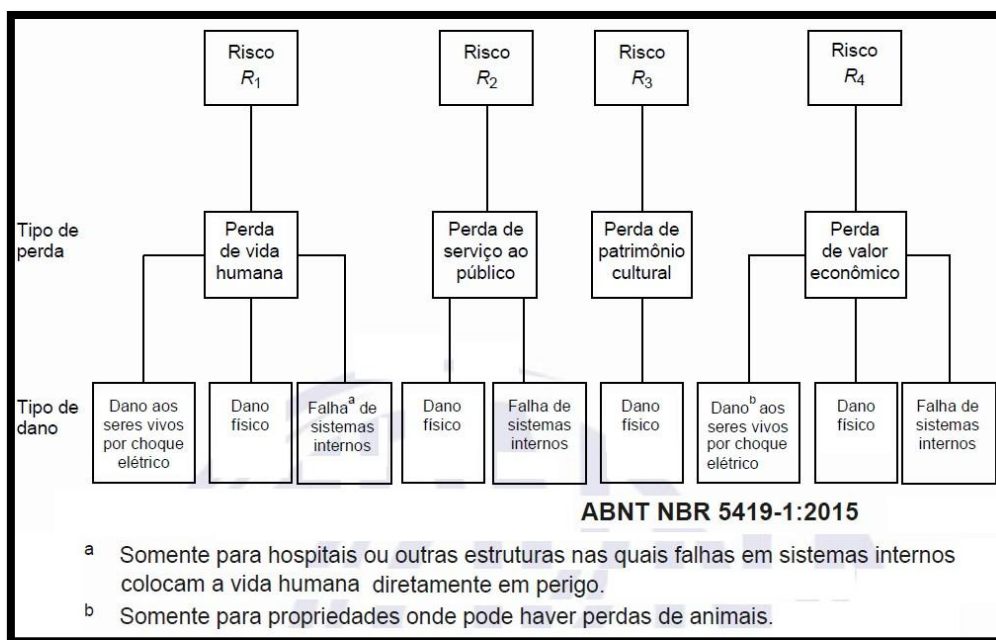 Risco
R1
Risco
R2
Risco
R3
Risco
R4
Tipo de
perda
Perda
de vida
humana
Perda de
serviço ao
público
Perda de
patrimônio
cultural
Perda
de valor
econômico
Tipo de
dano
Dano aos
seres vivos
por choque
elétrico
Dano
físico
Falhaª de
sistemas
internos
Dano
físico
Falha de
sistemas
internos
Dano
físico
Danoᵇ aos
seres vivos
por choque
elétrico
Dano
físico
Falha de
sistemas
internos
ABNT NBR 5419-1:2015
a Somente para hospitais ou outras estruturas nas quais falhas em sistemas internos
colocam a vida humana diretamente em perigo.
b Somente para propriedades onde pode haver perdas de animais.